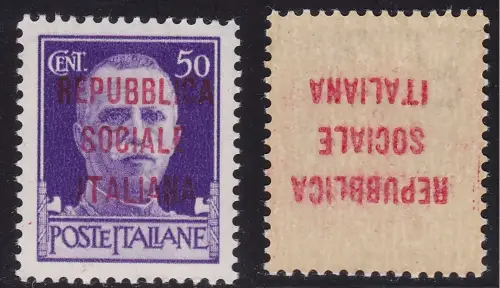 CENT. 50
REPUBBLICA
SOCIALE
ITALIANA
POSTE ITALIANE
REPUBBLICA
SOCIALE
ITALIANA